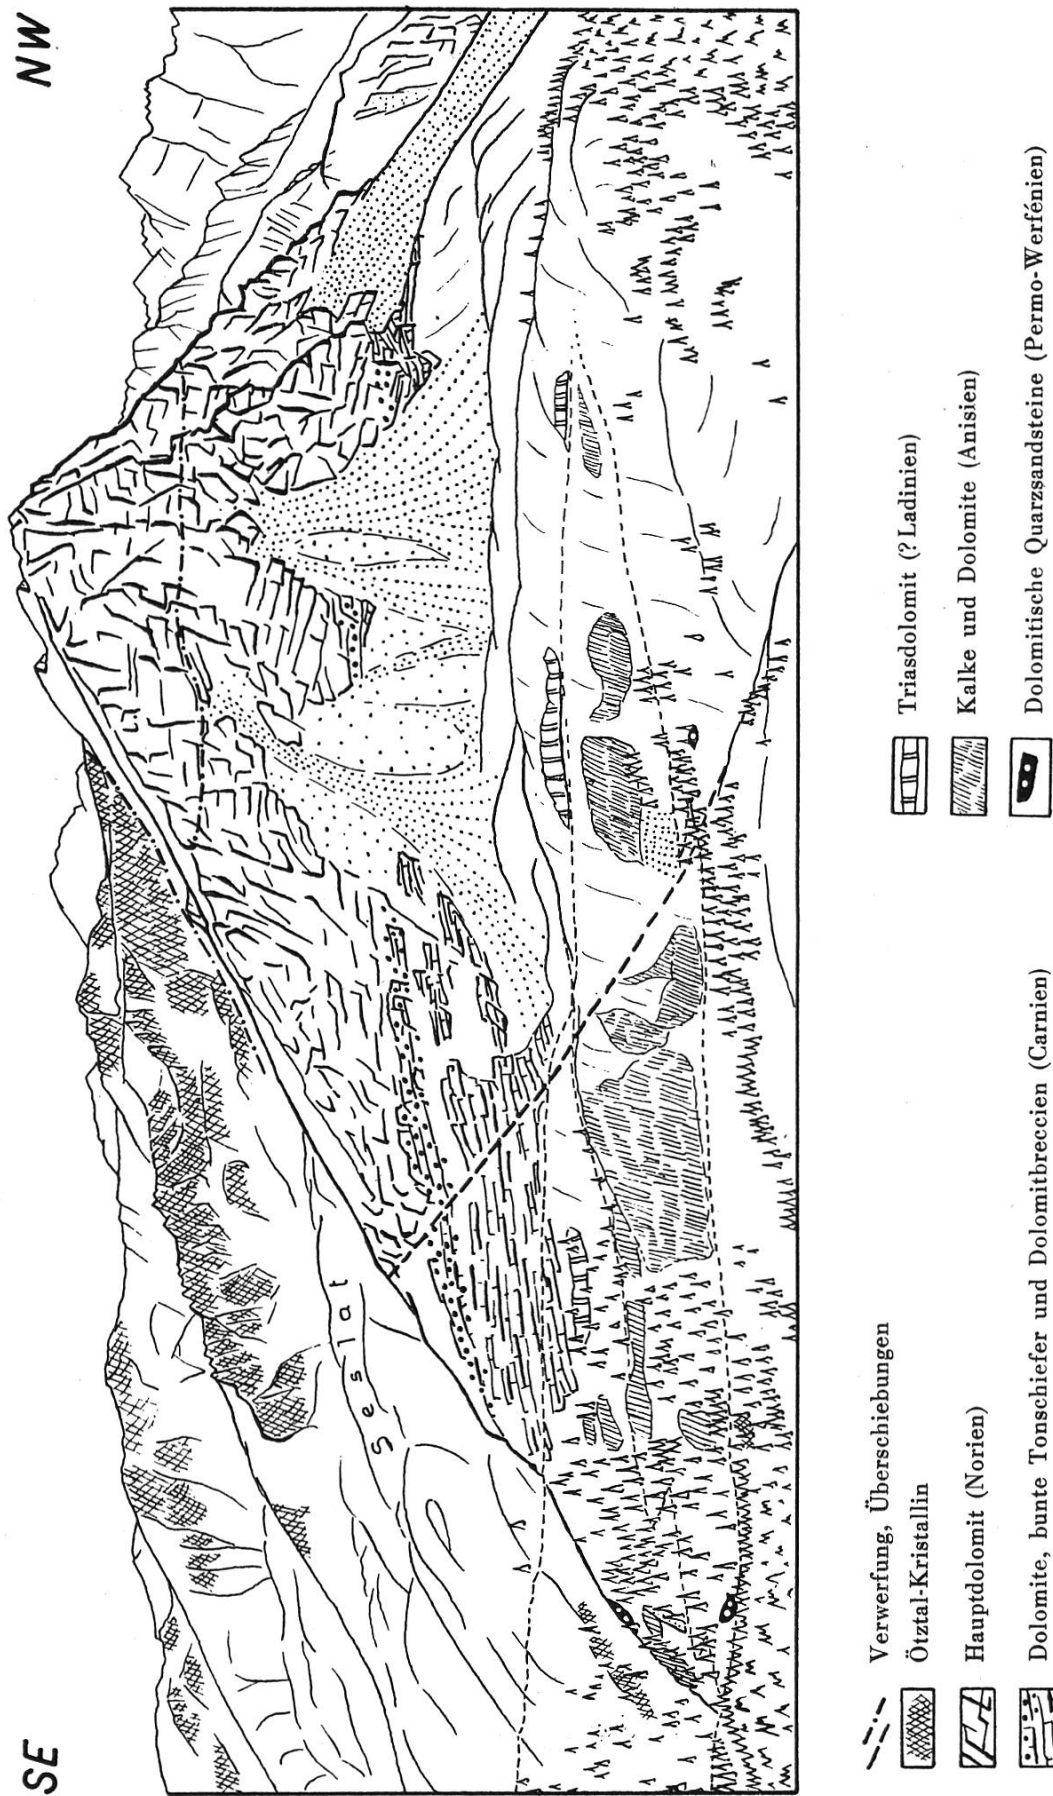 SE
NW
Seslat
Verwerfung, Überschiebungen
Ötztal-Kristallin
Hauptdolomit (Norien)
Dolomite, bunte Tonschiefer und Dolomitbreccien (Carnien)
Triasdolomit (? Ladinien)
Kalke und Dolomite (Anisien)
Dolomitische Quarzsandsteine (Permo-Werfénien)